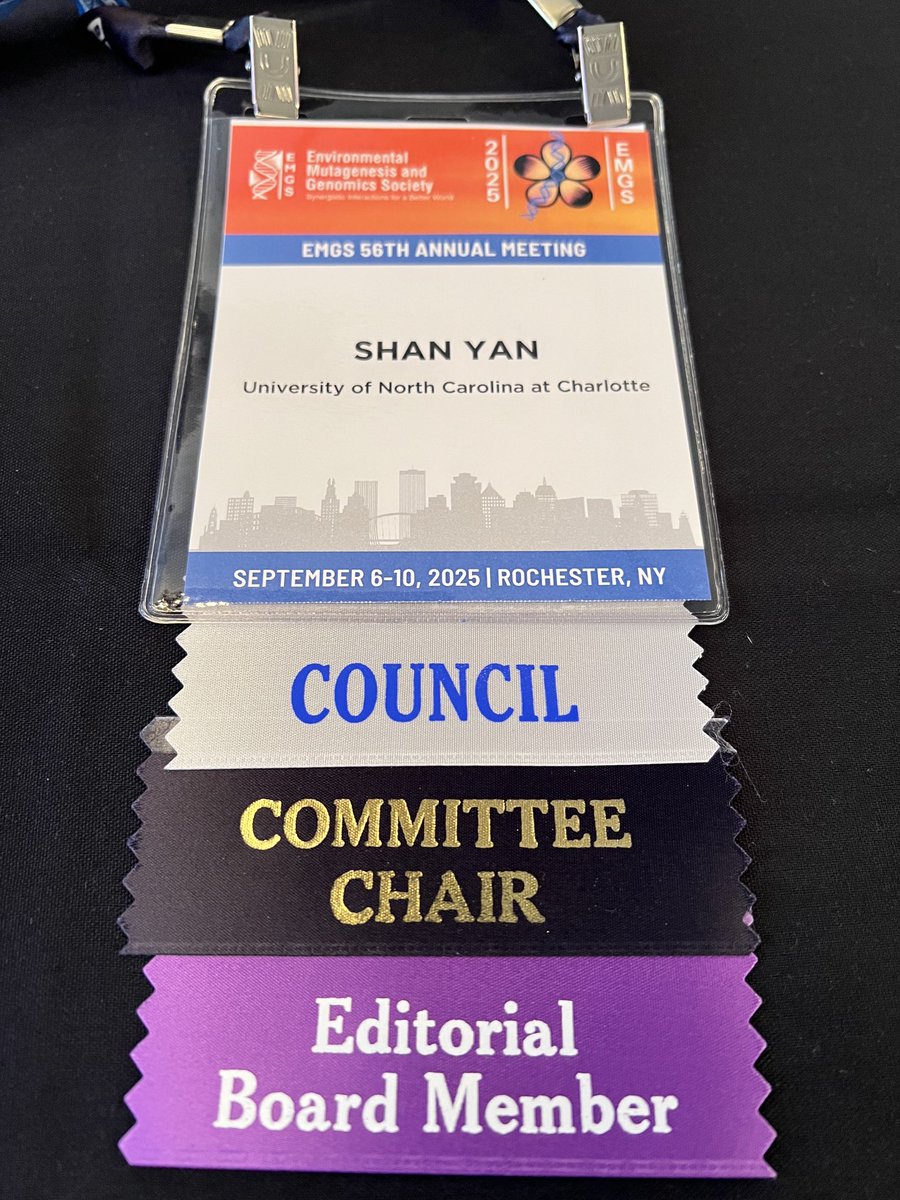 EMGS
Environmental
Mutagenesis and
Genomics Society
Synergistic Interactions for a Better World
2025
EMGS
EMGS 56TH ANNUAL MEETING
SHAN YAN
University of North Carolina at Charlotte
SEPTEMBER 6-10, 2025 | ROCHESTER, NY
COUNCIL
COMMITTEE
CHAIR
Editorial
Board Member